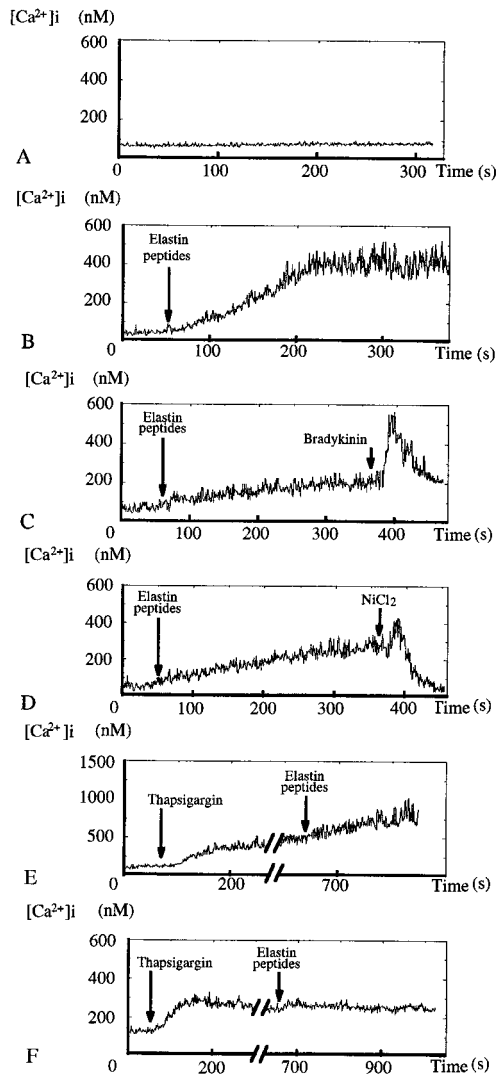 [Ca²⁺]i (nM)
600
400
200
A
0 100 200 300 Time (s)
[Ca²⁺]i (nM)
600
Elastin
peptides
400
200
B
0 100 200 300 Time (s)
[Ca²⁺]i (nM)
600
Elastin
peptides
Bradykinin
400
200
C
0 100 200 300 400 Time (s)
[Ca²⁺]i (nM)
600
Elastin
peptides
NiCl₂
400
200
D
0 100 200 300 400 Time (s)
[Ca²⁺]i (nM)
1500
Elastin
peptides
1000
Thapsigargin
500
E
0 200 700 Time (s)
[Ca²⁺]i (nM)
600
Thapsigargin
Elastin
peptides
400
200
F
0 200 700 900 Time (s)